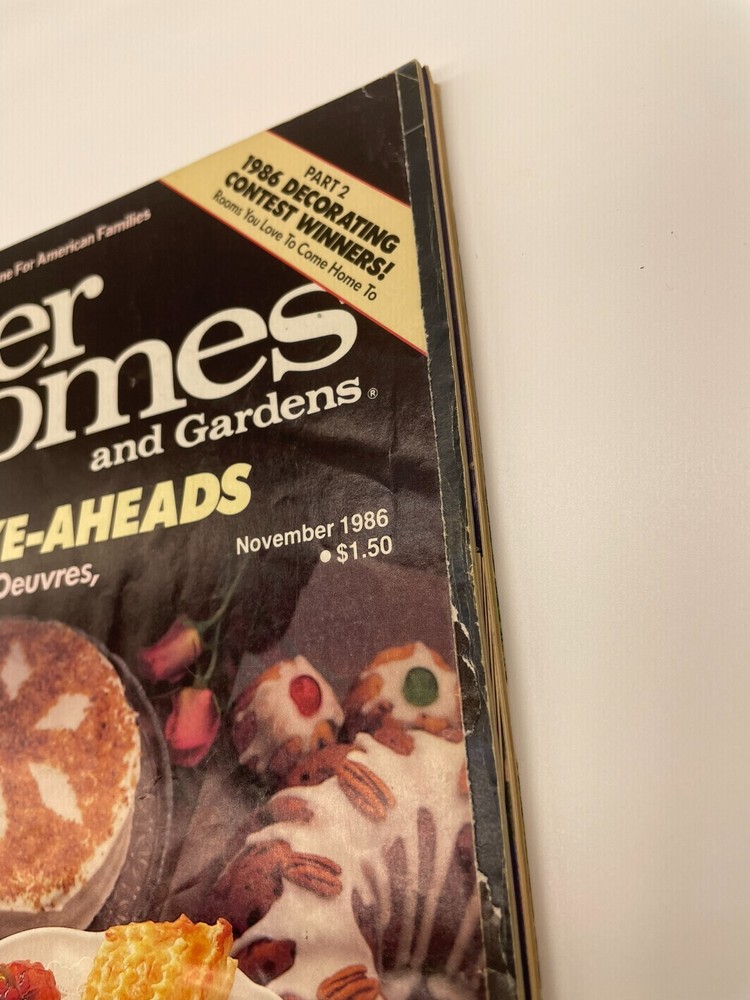 PART 2
1986 DECORATING
CONTEST WINNERS!
Rooms You Love To Come Home To
ne For American Families
er
omes
and Gardens®
E-AHEADS
November 1986
• $1.50
Oeuvres,